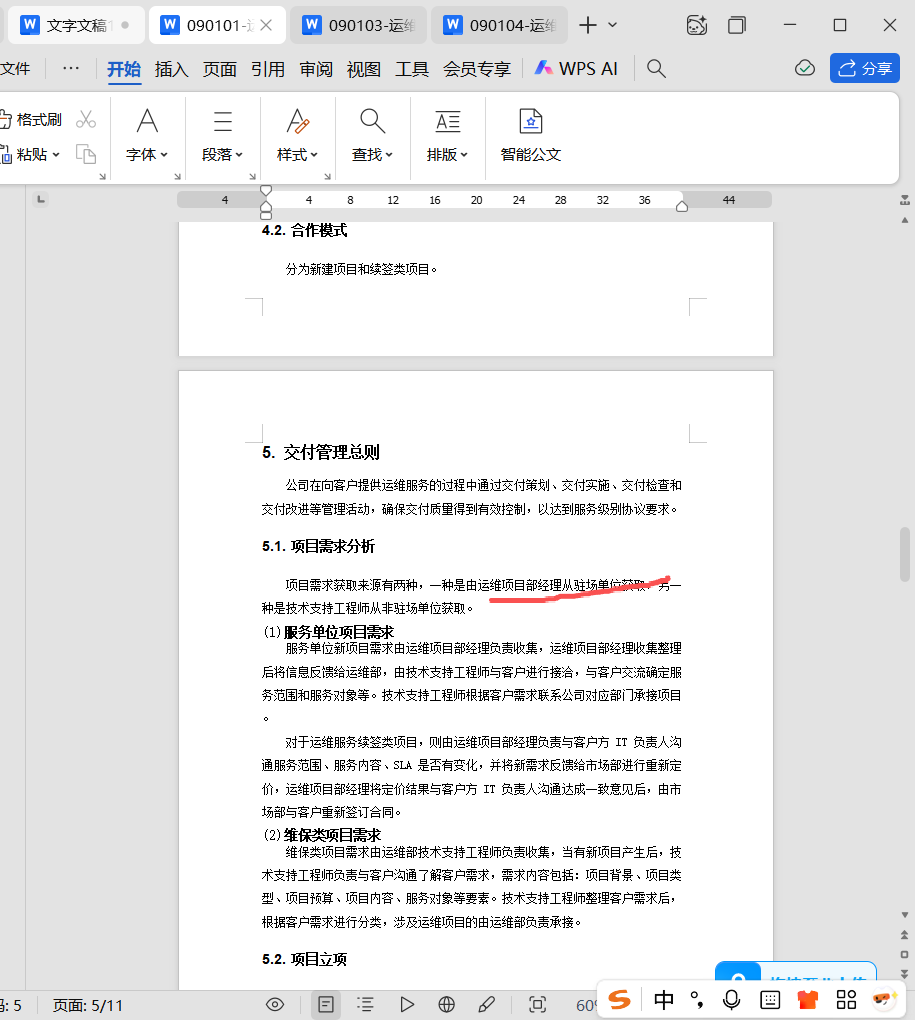 文字文稿1
090101-运
090103-运维
090104-运维
文件
开始 插入 页面 引用 审阅 视图 工具 会员专享 WPS AI
分享
格式刷
粘贴
字体
段落
样式
查找
排版
智能公文
4 4 8 12 16 20 24 28 32 36 44
4.2. 合作模式
分为新建项目和续签类项目。
5. 交付管理总则
公司在向客户提供运维服务的过程中通过交付策划、交付实施、交付检查和
交付改进等管理活动，确保交付质量得到有效控制，以达到服务级别协议要求。
5.1. 项目需求分析
项目需求获取来源有两种，一种是由运维项目部经理从驻场单位获取，另一
种是技术支持工程师从非驻场单位获取。
(1)服务单位项目需求
服务单位新项目需求由运维项目部经理负责收集，运维项目部经理收集整理
后将信息反馈给运维部，由技术支持工程师与客户进行接洽，与客户交流确定服
务范围和服务对象等。技术支持工程师根据客户需求联系公司对应部门承接项目
。
对于运维服务续签类项目，则由运维项目部经理负责与客户方 IT 负责人沟
通服务范围、服务内容、SLA 是否有变化，并将新需求反馈给市场部进行重新定
价，运维项目部经理将定价结果与客户方 IT 负责人沟通达成一致意见后，由市
场部与客户重新签订合同。
(2)维保类项目需求
维保类项目需求由运维部技术支持工程师负责收集，当有新项目产生后，技
术支持工程师负责与客户沟通了解客户需求，需求内容包括：项目背景、项目类
型、项目预算、项目内容、服务对象等要素。技术支持工程师整理客户需求后，
根据客户需求进行分类，涉及运维项目的由运维部负责承接。
5.2. 项目立项
码: 5 页面: 5/11 60%
中